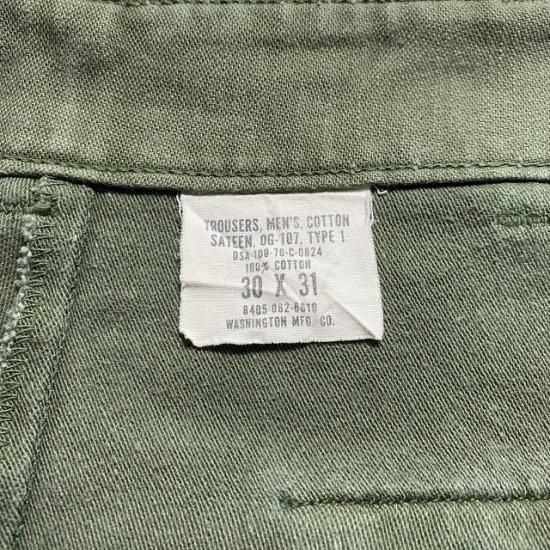 TROUSERS, MEN'S, COTTON
SATEEN, OG-107, TYPE 1
DSA 100-70-C-0824
100% COTTON
30 X 31
8405-082-6610
WASHINGTON MFG. CO.